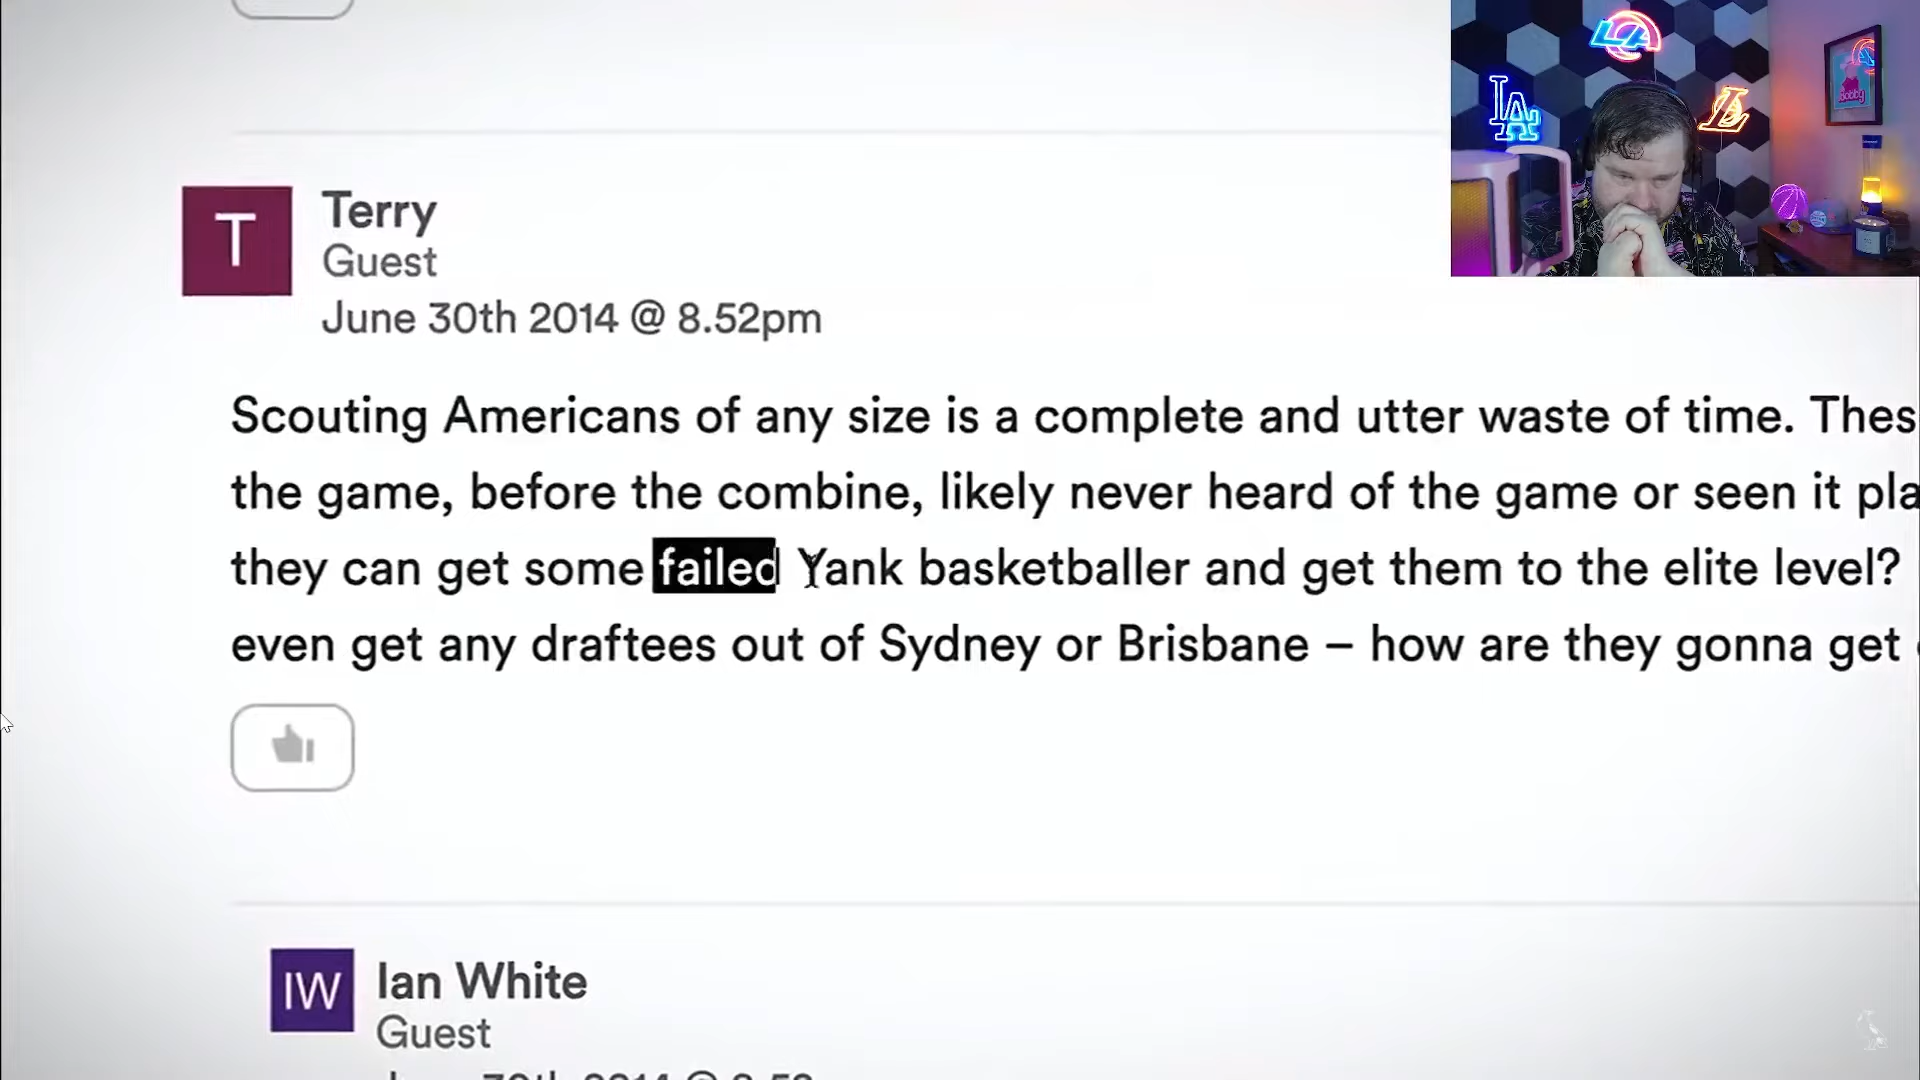 T
Terry
Guest
June 30th 2014 @ 8.52pm
Scouting Americans of any size is a complete and utter waste of time. Thes
the game, before the combine, likely never heard of the game or seen it pla
they can get some failed Yank basketballer and get them to the elite level?
even get any draftees out of Sydney or Brisbane – how are they gonna get
IW
Ian White
Guest
LA
LA
L
Bobby